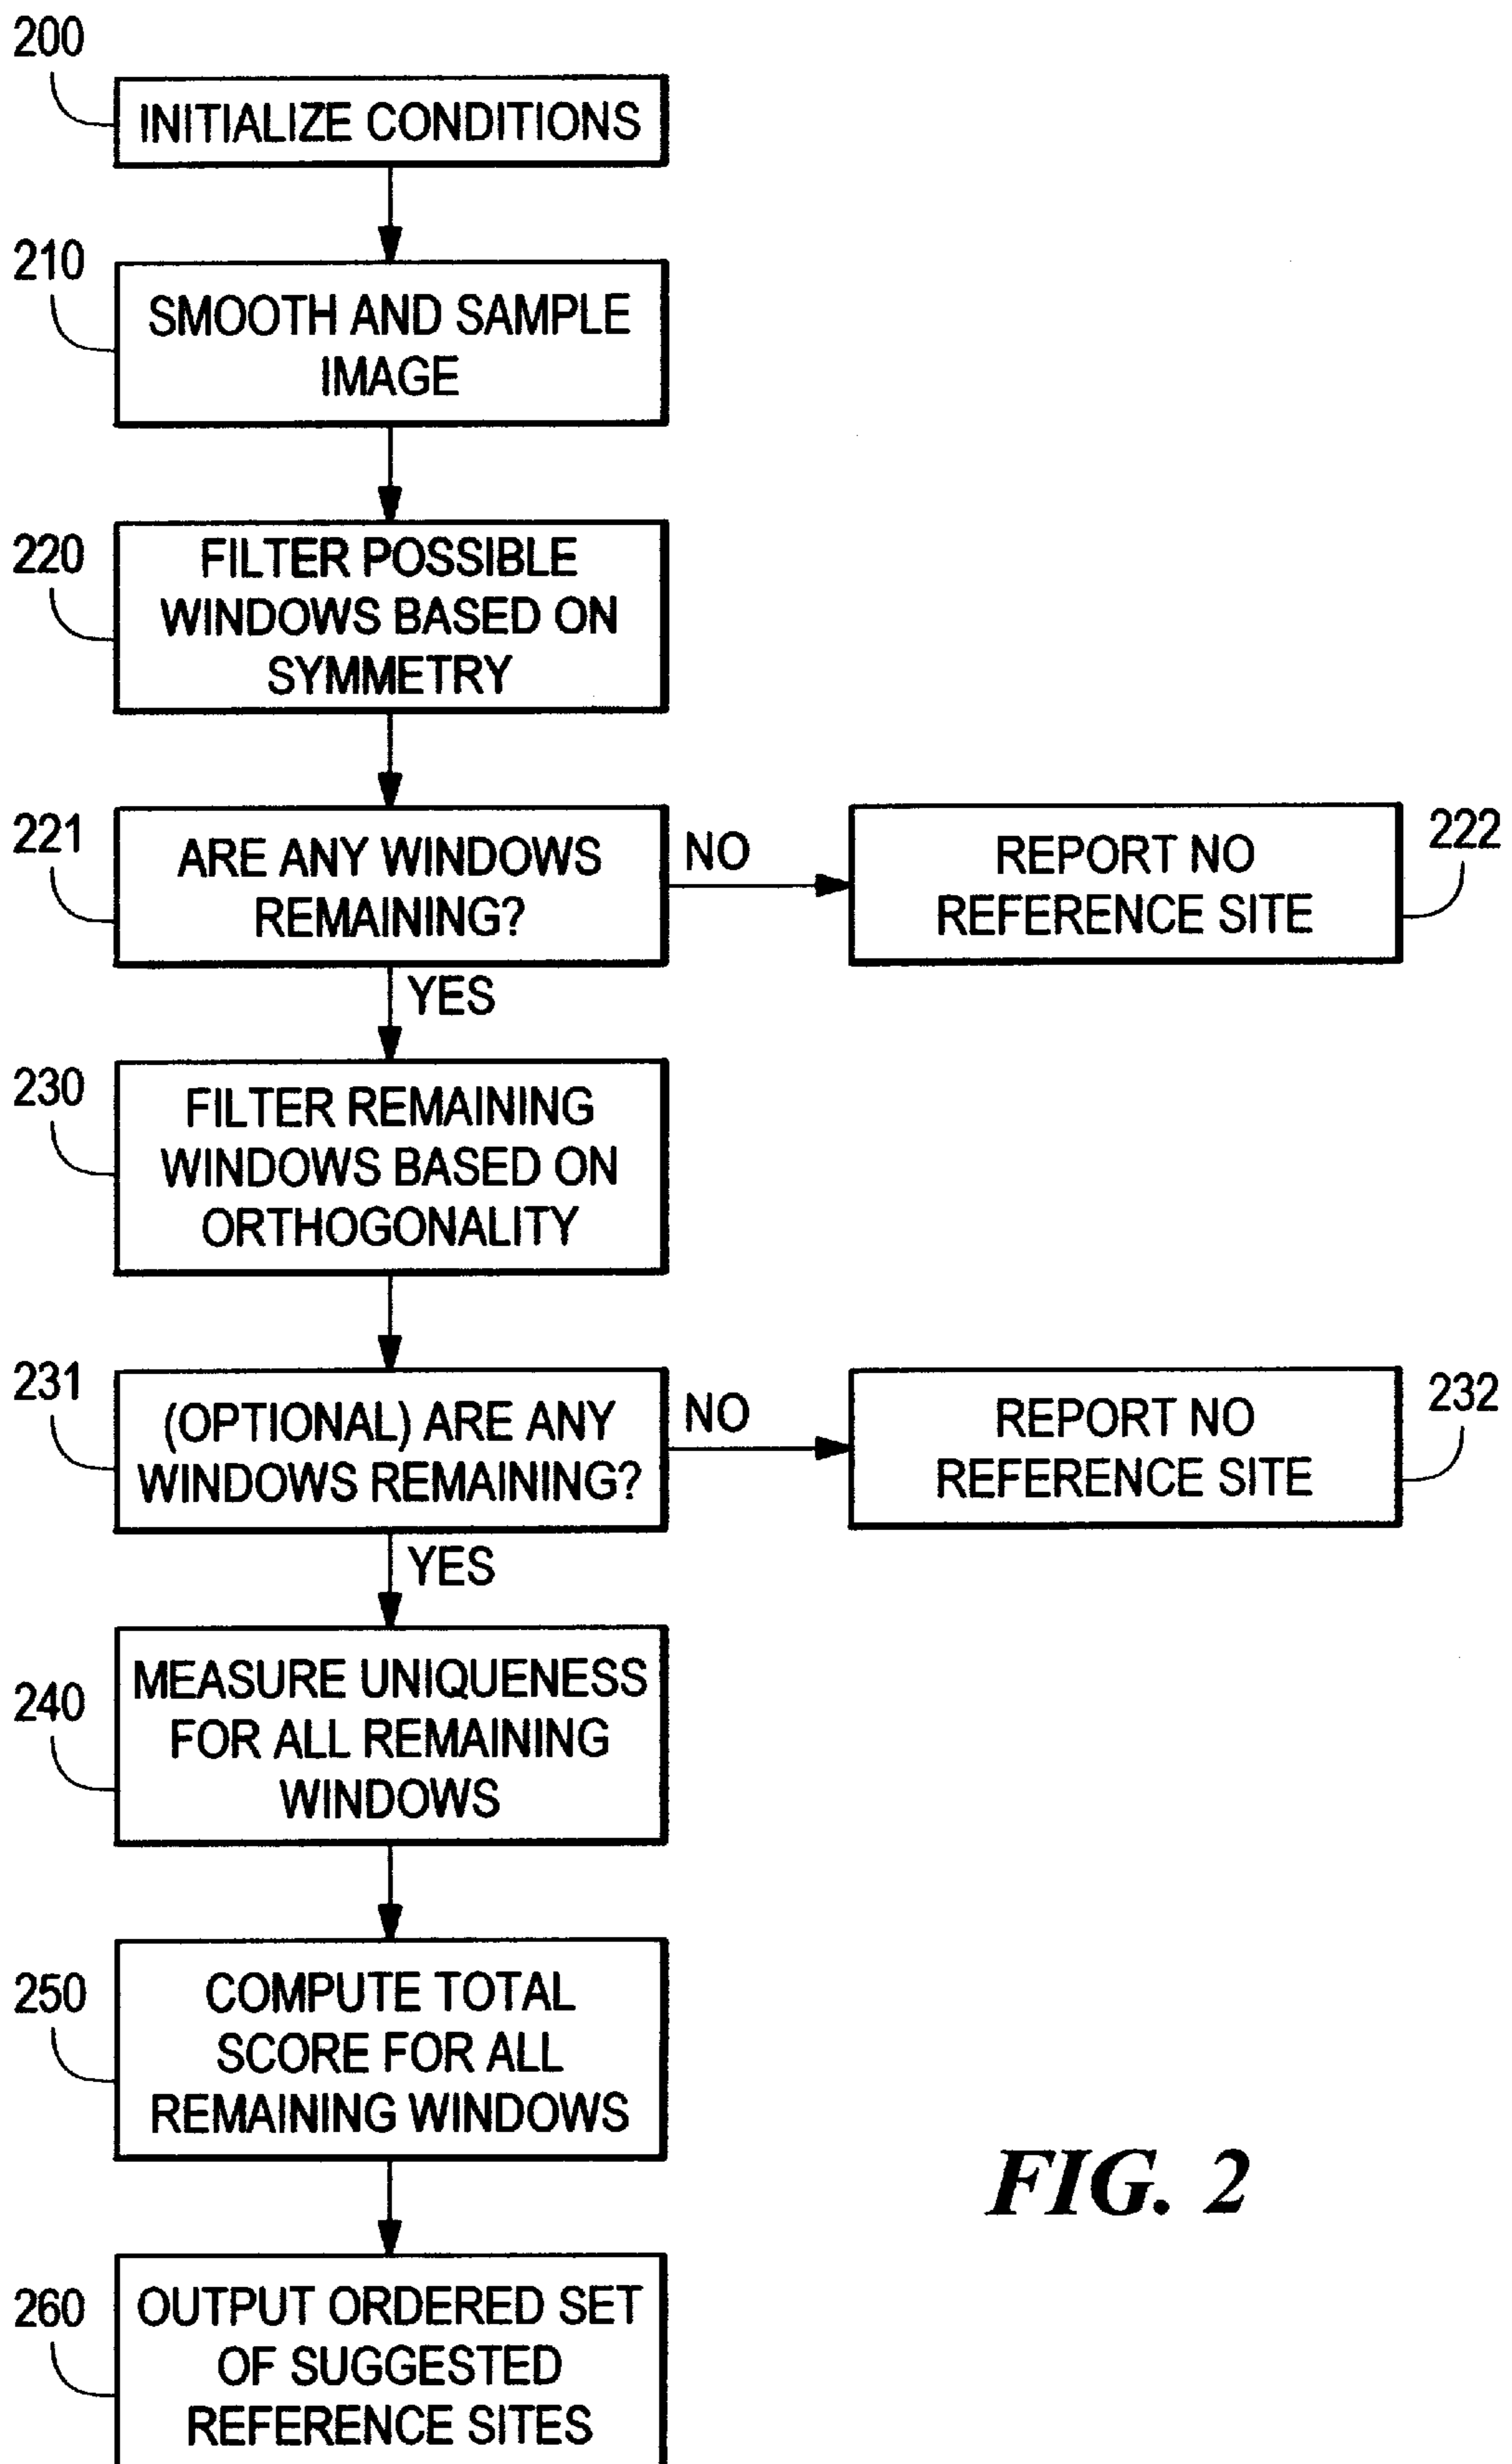 200
INITIALIZE CONDITIONS
210
SMOOTH AND SAMPLE
IMAGE
220
FILTER POSSIBLE
WINDOWS BASED ON
SYMMETRY
221
ARE ANY WINDOWS
REMAINING?
NO
REPORT NO
REFERENCE SITE
222
YES
230
FILTER REMAINING
WINDOWS BASED ON
ORTHOGONALITY
231
(OPTIONAL) ARE ANY
WINDOWS REMAINING?
NO
REPORT NO
REFERENCE SITE
232
YES
240
MEASURE UNIQUENESS
FOR ALL REMAINING
WINDOWS
250
COMPUTE TOTAL
SCORE FOR ALL
REMAINING WINDOWS
FIG. 2
260
OUTPUT ORDERED SET
OF SUGGESTED
REFERENCE SITES